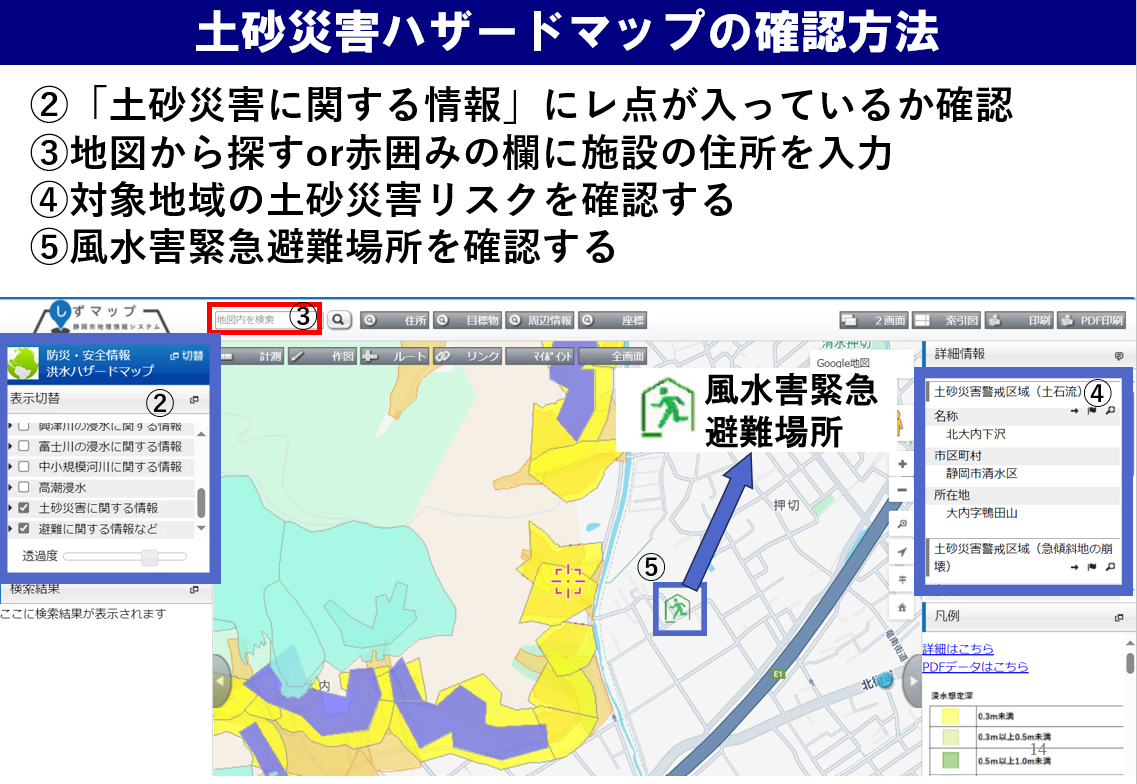 土砂災害ハザードマップの確認方法
②「土砂災害に関する情報」にレ点が入っているか確認
③地図から探すor赤囲みの欄に施設の住所を入力
④対象地域の土砂災害リスクを確認する
⑤風水害緊急避難場所を確認する
しずマップ
静岡市地理情報システム
地図内を検索
③
住所
目標物
周辺情報
座標
2画面
索引図
印刷
PDF印刷
防災・安全情報
洪水ハザードマップ
切替
計測
作図
ルート
リンク
マイポイント
全画面
表示切替
②
興津川の浸水に関する情報
富士川の浸水に関する情報
中小規模河川に関する情報
高潮浸水
土砂災害に関する情報
避難に関する情報など
透過度
検索結果
ここに検索結果が表示されます
清水押切
Google地図
風水害緊急
避難場所
押切
⑤
E1
内
北街
詳細情報
土砂災害警戒区域（土石流）
④
名称
北大内下沢
市区町村
静岡市清水区
所在地
大内字鴨田山
土砂災害警戒区域（急傾斜地の崩
壊）
凡例
詳細はこちら
PDFデータはこちら
浸水想定深
0.3m未満
0.3m以上0.5m未満
0.5m以上1.0m未満
14